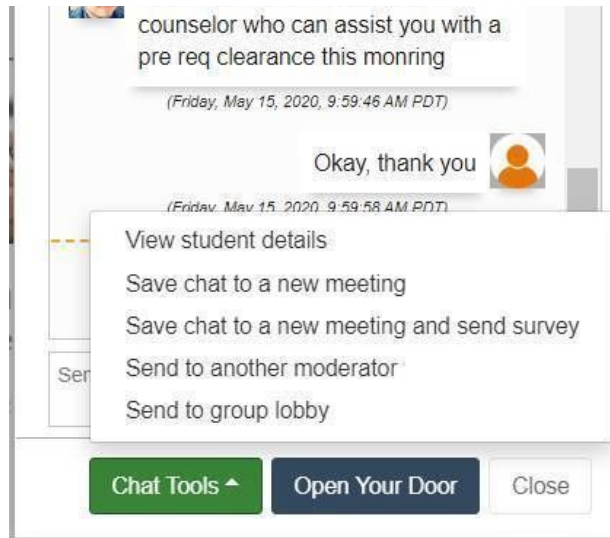 counselor who can assist you with a
pre req clearance this monring
(Friday, May 15, 2020, 9:59:46 AM PDT)
Okay, thank you
(Friday, May 15, 2020, 9:59:58 AM PDT)
View student details
Save chat to a new meeting
Save chat to a new meeting and send survey
Send to another moderator
Ser
Send to group lobby
Chat Tools Open Your Door Close